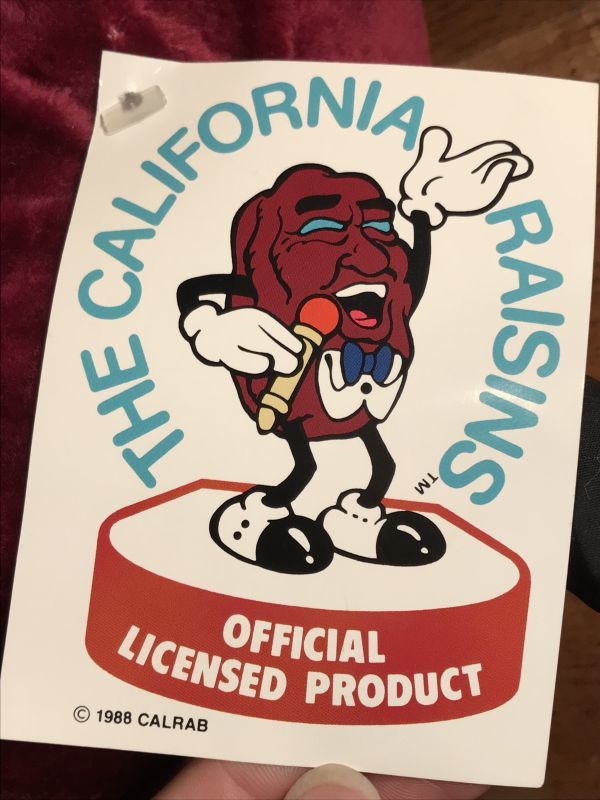 THE CALIFORNIA RAISINS TM
OFFICIAL
LICENSED PRODUCT
© 1988 CALRAB